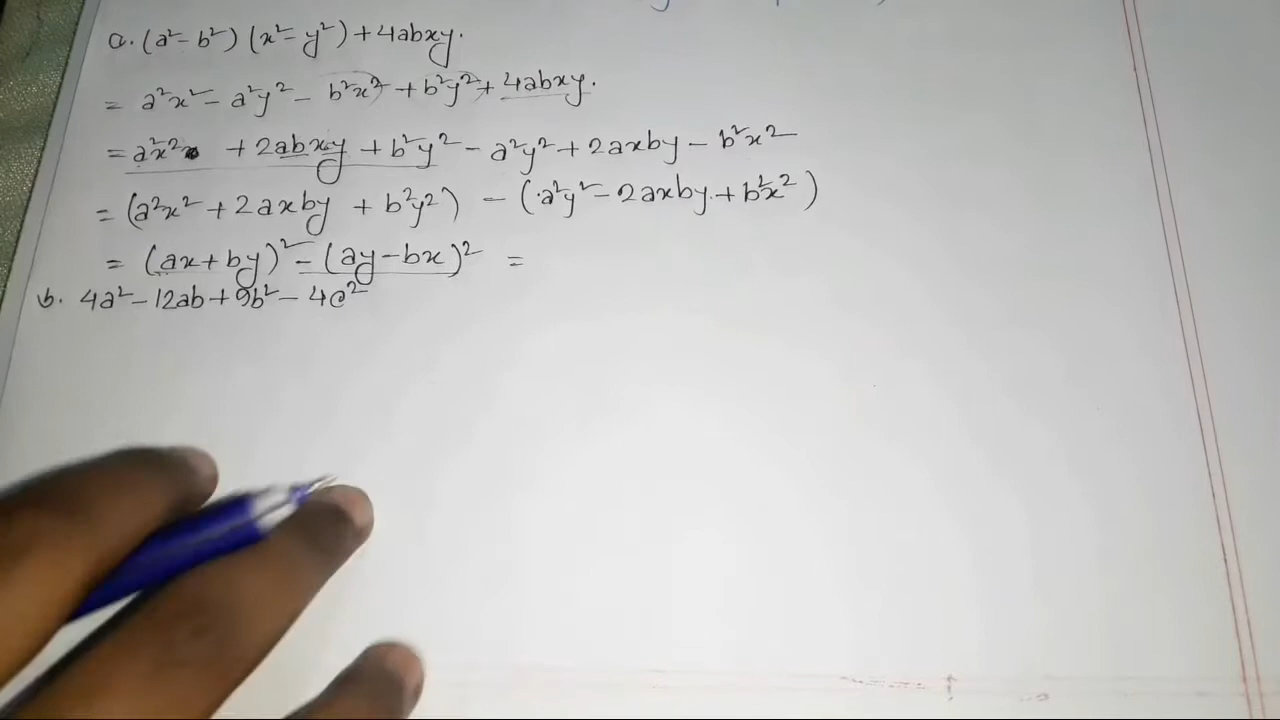 a. (a² - b²) (x² - y²) + 4abxy.
= a²x² - a²y² - b²x² + b²y² + 4abxy.
= a²x² + 2abxy + b²y² - a²y² + 2axby - b²x²
= (a²x² + 2axby + b²y²) - (a²y² - 2axby + b²x²)
= (ax + by)² - (ay - bx)² =
b. 4a² - 12ab + 9b² - 4c²